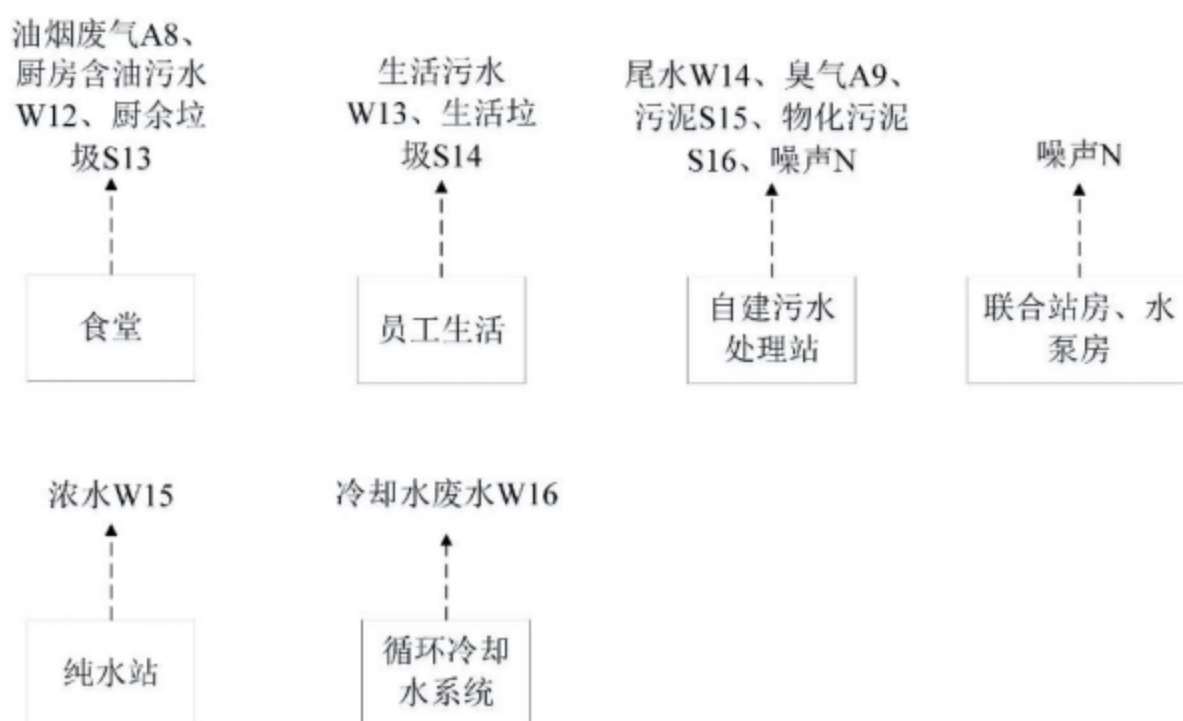 油烟废气A8、
厨房含油污水
W12、厨余垃
圾S13
生活污水
W13、生活垃
圾S14
尾水W14、臭气A9、
污泥S15、物化污泥
S16、噪声N
噪声N
食堂
员工生活
自建污水
处理站
联合站房、水
泵房
浓水W15
冷却水废水W16
纯水站
循环冷却
水系统